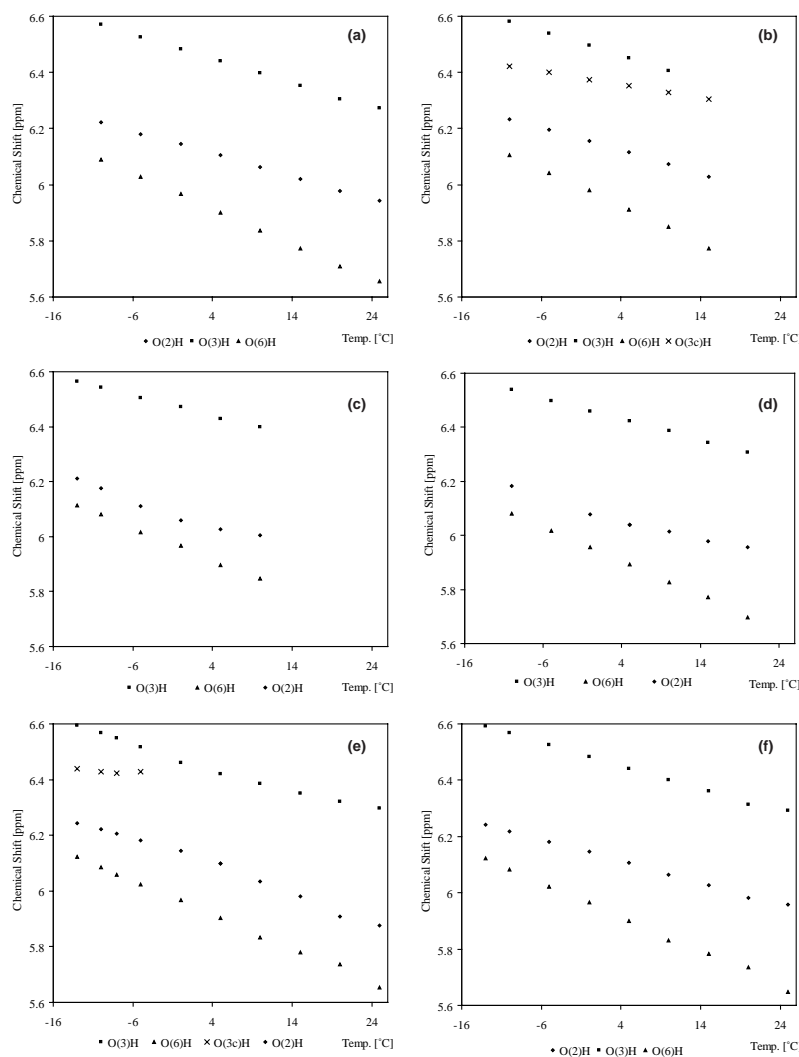 6.6
6.4
6.2
6
5.8
5.6
Chemical Shift [ppm]
(a)
-16 -6 4 14 24
Temp. [˚C]
O(2)H O(3)H O(6)H
6.6
6.4
6.2
6
5.8
5.6
Chemical Shift [ppm]
(b)
-16 -6 4 14 24
Temp. [˚C]
O(2)H O(3)H O(6)H O(3c)H
6.6
6.4
6.2
6
5.8
5.6
Chemical Shift [ppm]
(c)
-16 -6 4 14 24
Temp. [˚C]
O(3)H O(6)H O(2)H
6.6
6.4
6.2
6
5.8
5.6
Chemical Shift [ppm]
(d)
-16 -6 4 14 24
Temp. [˚C]
O(3)H O(6)H O(2)H
6.6
6.4
6.2
6
5.8
5.6
Chemical Shift [ppm]
(e)
-16 -6 4 14 24
Temp. [˚C]
O(3)H O(6)H O(3c)H O(2)H
6.6
6.4
6.2
6
5.8
5.6
Chemical Shift [ppm]
(f)
-16 -6 4 14 24
Temp. [˚C]
O(2)H O(3)H O(6)H